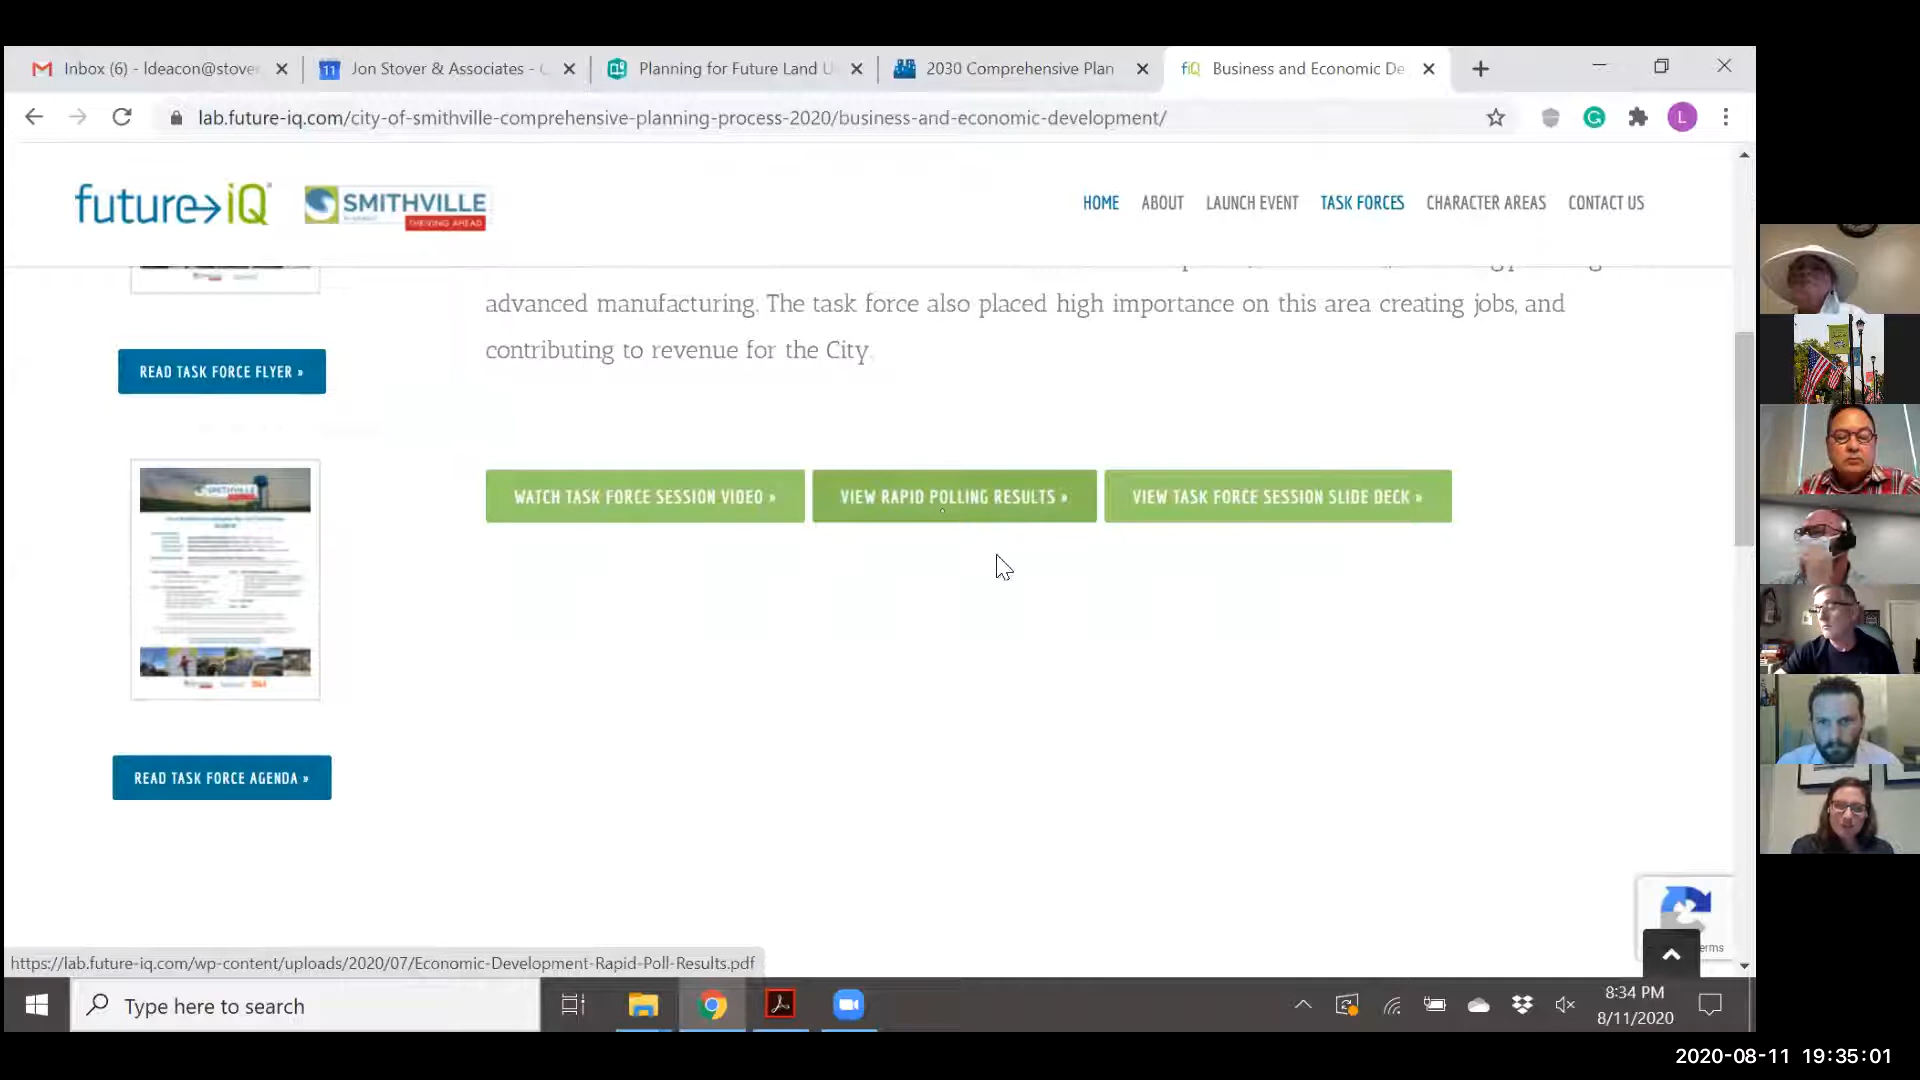 Inbox (6) - ldeacon@stove
Jon Stover & Associates - C
Planning for Future Land U
2030 Comprehensive Plan
fiQ Business and Economic De
lab.future-iq.com/city-of-smithville-comprehensive-planning-process-2020/business-and-economic-development/
L
future→iQ
SMITHVILLE
THRIVING AHEAD
HOME ABOUT LAUNCH EVENT TASK FORCES CHARACTER AREAS CONTACT US
advanced manufacturing. The task force also placed high importance on this area creating jobs, and
contributing to revenue for the City.
READ TASK FORCE FLYER »
WATCH TASK FORCE SESSION VIDEO »
VIEW RAPID POLLING RESULTS »
VIEW TASK FORCE SESSION SLIDE DECK »
SMITHVILLE
READ TASK FORCE AGENDA »
erms
https://lab.future-iq.com/wp-content/uploads/2020/07/Economic-Development-Rapid-Poll-Results.pdf
Type here to search
8:34 PM
8/11/2020
2020-08-11 19:35:01